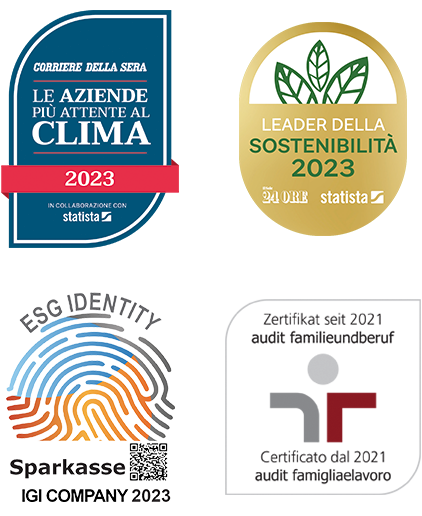 CORRIERE DELLA SERA
LE AZIENDE
PIÙ ATTENTE AL
CLIMA
2023
IN COLLABORAZIONE CON
statista
LEADER DELLA
SOSTENIBILITÀ
2023
24 ORE statista
ESG IDENTITY
Sparkasse
IGI COMPANY 2023
Zertifikat seit 2021
audit familieundberuf
Certificato dal 2021
audit famigliaelavoro